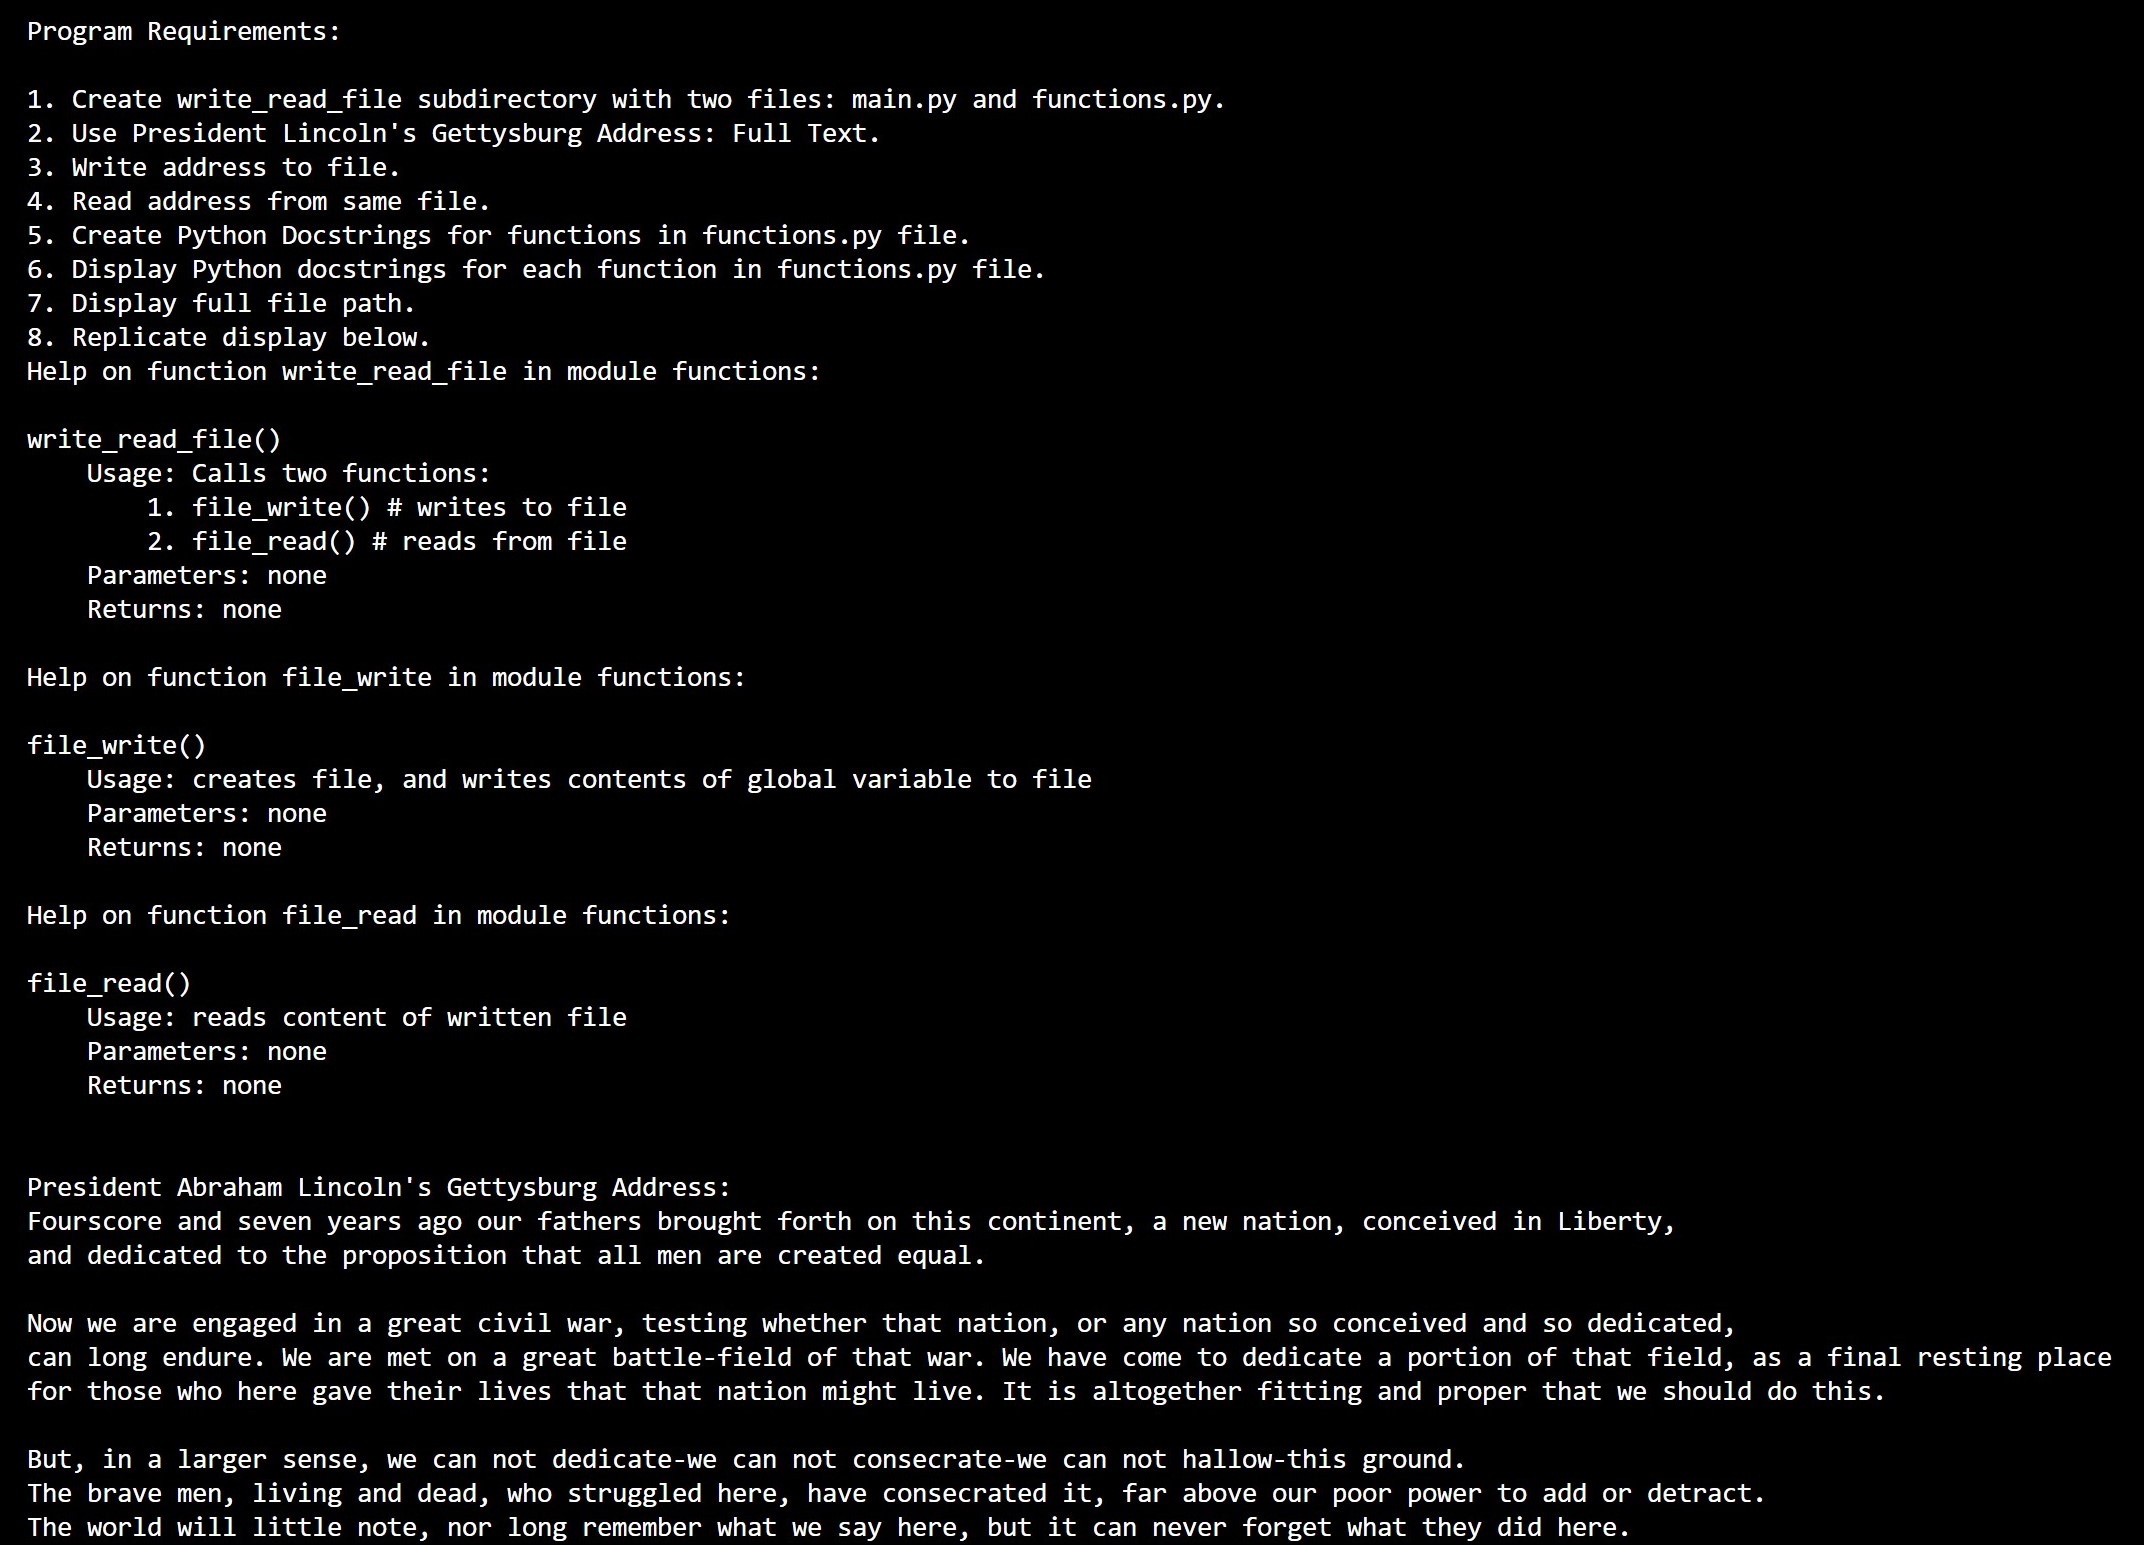 Program Requirements:
1. Create write_read_file subdirectory with two files: main.py and functions.py.
2. Use President Lincoln's Gettysburg Address: Full Text.
3. Write address to file.
4. Read address from same file.
5. Create Python Docstrings for functions in functions.py file.
6. Display Python docstrings for each function in functions.py file.
7. Display full file path.
8. Replicate display below.
Help on function write_read_file in module functions:
write_read_file()
Usage: Calls two functions:
1. file_write() # writes to file
2. file_read() # reads from file
Parameters: none
Returns: none
Help on function file_write in module functions:
file_write()
Usage: creates file, and writes contents of global variable to file
Parameters: none
Returns: none
Help on function file_read in module functions:
file_read()
Usage: reads content of written file
Parameters: none
Returns: none
President Abraham Lincoln's Gettysburg Address:
Fourscore and seven years ago our fathers brought forth on this continent, a new nation, conceived in Liberty,
and dedicated to the proposition that all men are created equal.
Now we are engaged in a great civil war, testing whether that nation, or any nation so conceived and so dedicated,
can long endure. We are met on a great battle-field of that war. We have come to dedicate a portion of that field, as a final resting place
for those who here gave their lives that that nation might live. It is altogether fitting and proper that we should do this.
But, in a larger sense, we can not dedicate-we can not consecrate-we can not hallow-this ground.
The brave men, living and dead, who struggled here, have consecrated it, far above our poor power to add or detract.
The world will little note, nor long remember what we say here, but it can never forget what they did here.